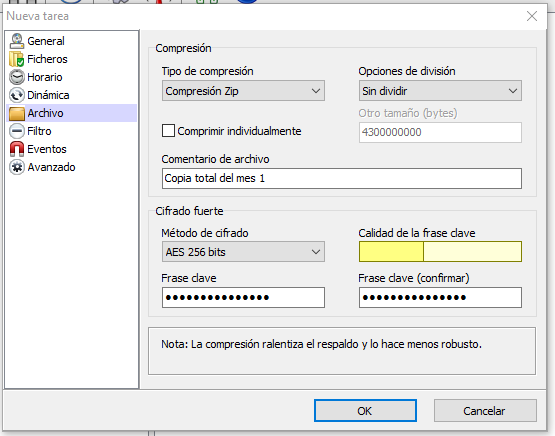 Nueva tarea
General
Ficheros
Horario
Dinámica
Archivo
Filtro
Eventos
Avanzado
Compresión
Tipo de compresión
Opciones de división
Compresión Zip
Sin dividir
Otro tamaño (bytes)
Comprimir individualmente
4300000000
Comentario de archivo
Copia total del mes 1
Cifrado fuerte
Método de cifrado
Calidad de la frase clave
AES 256 bits
Frase clave
Frase clave (confirmar)
●●●●●●●●●●●●●●●
●●●●●●●●●●●●●●●
Nota: La compresión ralentiza el respaldo y lo hace menos robusto.
OK
Cancelar